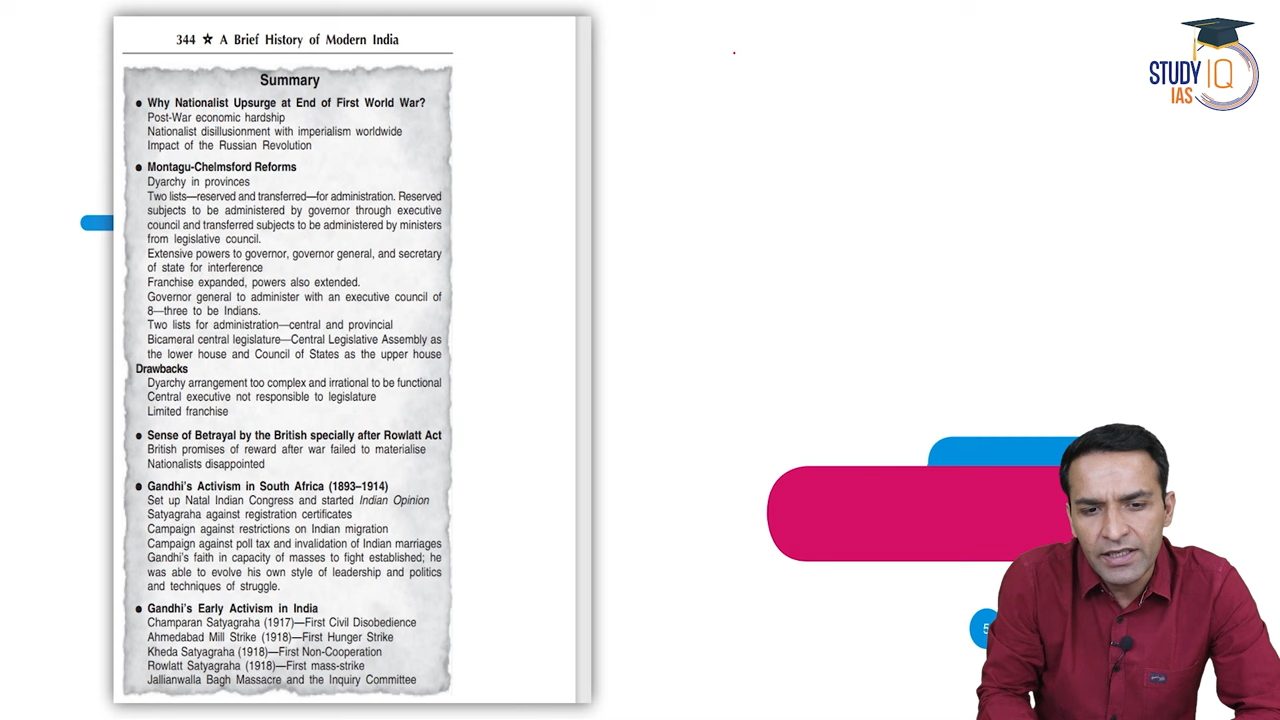 344 ☆ A Brief History of Modern India
Summary
● Why Nationalist Upsurge at End of First World War?
Post-War economic hardship
Nationalist disillusionment with imperialism worldwide
Impact of the Russian Revolution
● Montagu-Chelmsford Reforms
Dyarchy in provinces
Two lists—reserved and transferred—for administration. Reserved
subjects to be administered by governor through executive
council and transferred subjects to be administered by ministers
from legislative council.
Extensive powers to governor, governor general, and secretary
of state for interference
Franchise expanded, powers also extended.
Governor general to administer with an executive council of
8—three to be Indians.
Two lists for administration—central and provincial
Bicameral central legislature—Central Legislative Assembly as
the lower house and Council of States as the upper house
Drawbacks
Dyarchy arrangement too complex and irrational to be functional
Central executive not responsible to legislature
Limited franchise
● Sense of Betrayal by the British specially after Rowlatt Act
British promises of reward after war failed to materialise
Nationalists disappointed
● Gandhi's Activism in South Africa (1893–1914)
Set up Natal Indian Congress and started Indian Opinion
Satyagraha against registration certificates
Campaign against restrictions on Indian migration
Campaign against poll tax and invalidation of Indian marriages
Gandhi's faith in capacity of masses to fight established; he
was able to evolve his own style of leadership and politics
and techniques of struggle.
● Gandhi's Early Activism in India
Champaran Satyagraha (1917)—First Civil Disobedience
Ahmedabad Mill Strike (1918)—First Hunger Strike
Kheda Satyagraha (1918)—First Non-Cooperation
Rowlatt Satyagraha (1918)—First mass-strike
Jallianwalla Bagh Massacre and the Inquiry Committee
STUDY IQ
IAS